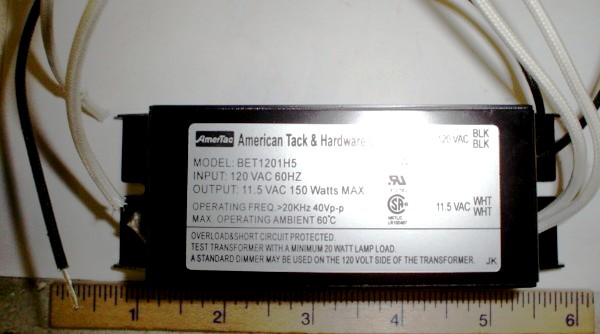 AmerTac American Tack & Hardware
120 VAC BLK
BLK
MODEL: BET1201H5
INPUT: 120 VAC 60HZ
OUTPUT: 11.5 VAC 150 Watts MAX
OPERATING FREQ.>20KHz 40Vp-p
MAX. OPERATING AMBIENT 60°C
11.5 VAC WHT
WHT
OVERLOAD&SHORT CIRCUIT PROTECTED.
TEST TRANSFORMER WITH A MINIMUM 20 WATT LAMP LOAD.
A STANDARD DIMMER MAY BE USED ON THE 120 VOLT SIDE OF THE TRANSFORMER. JK
1 2 3 4 5 6